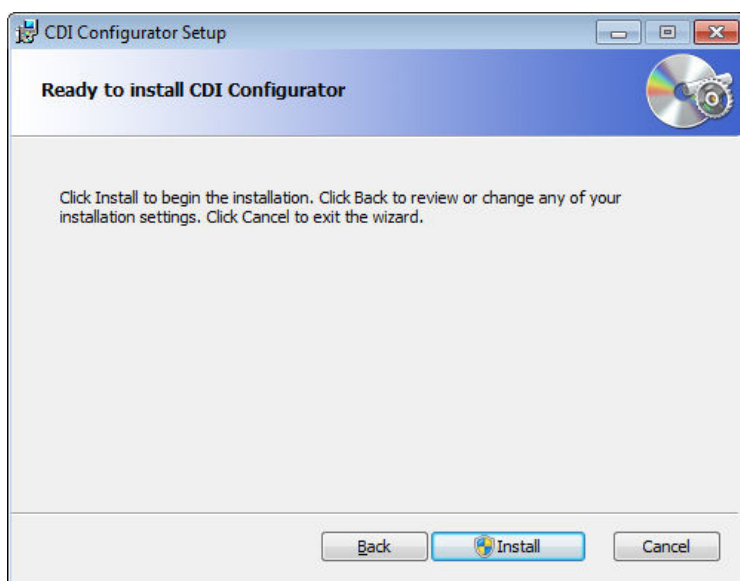 CDI Configurator Setup
Ready to install CDI Configurator
Click Install to begin the installation. Click Back to review or change any of your
installation settings. Click Cancel to exit the wizard.
Back
Install
Cancel